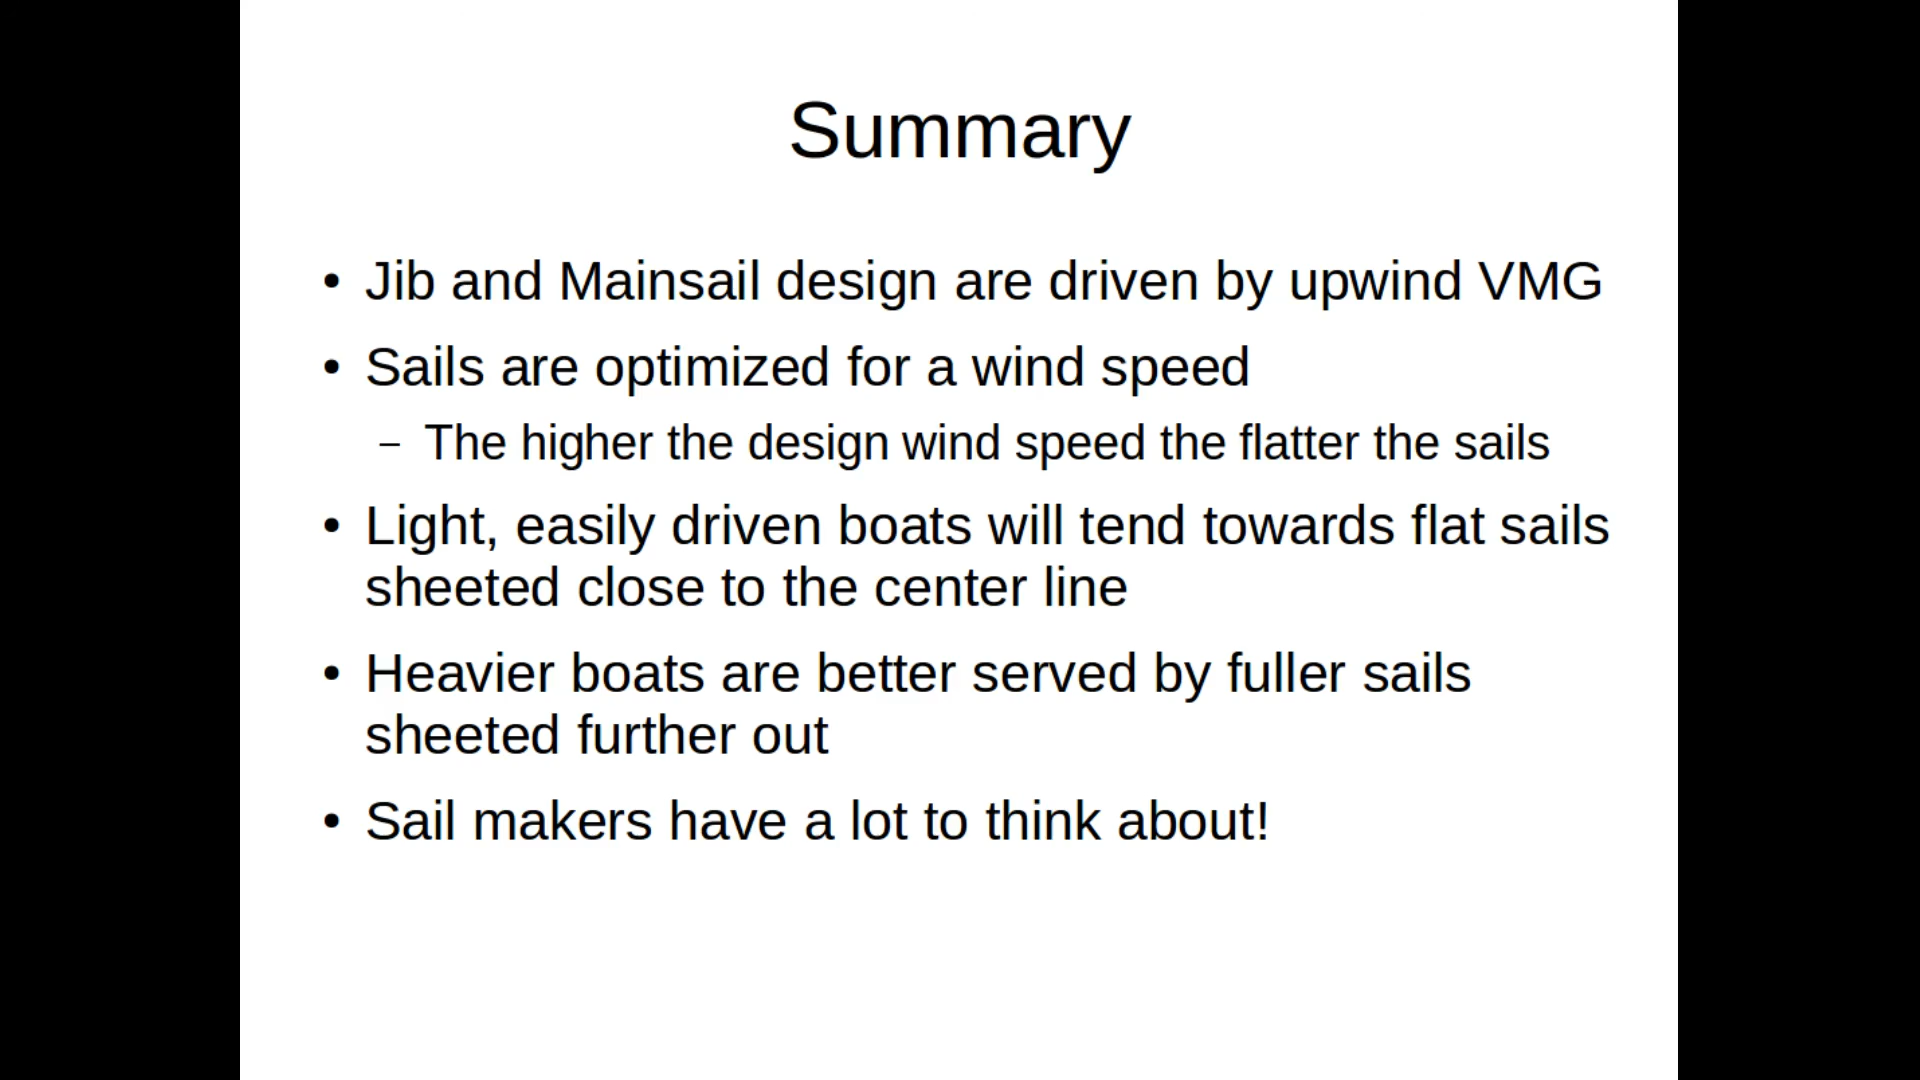 Summary
• Jib and Mainsail design are driven by upwind VMG
• Sails are optimized for a wind speed
– The higher the design wind speed the flatter the sails
• Light, easily driven boats will tend towards flat sails
sheeted close to the center line
• Heavier boats are better served by fuller sails
sheeted further out
• Sail makers have a lot to think about!